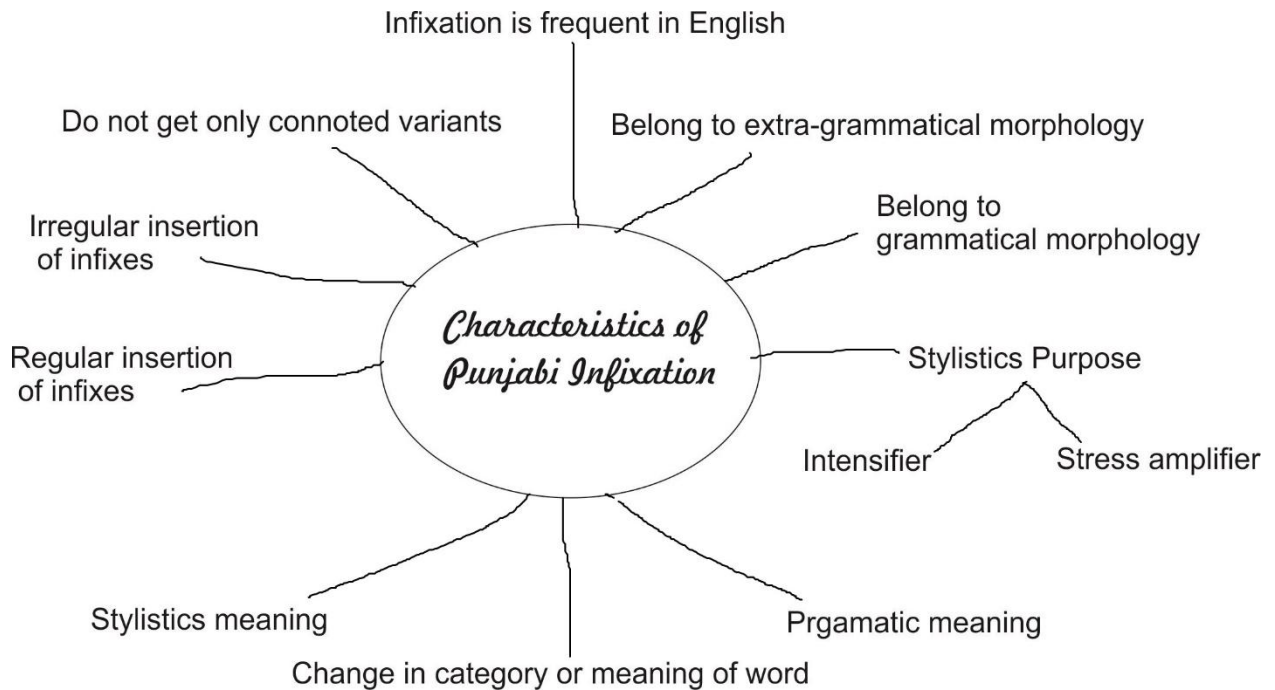 Infixation is frequent in English
Do not get only connoted variants
Belong to extra-grammatical morphology
Belong to
grammatical morphology
Irregular insertion
of infixes
Characteristics of
Punjabi Infixation
Regular insertion
of infixes
Stylistics Purpose
Intensifier
Stress amplifier
Stylistics meaning
Prgamatic meaning
Change in category or meaning of word